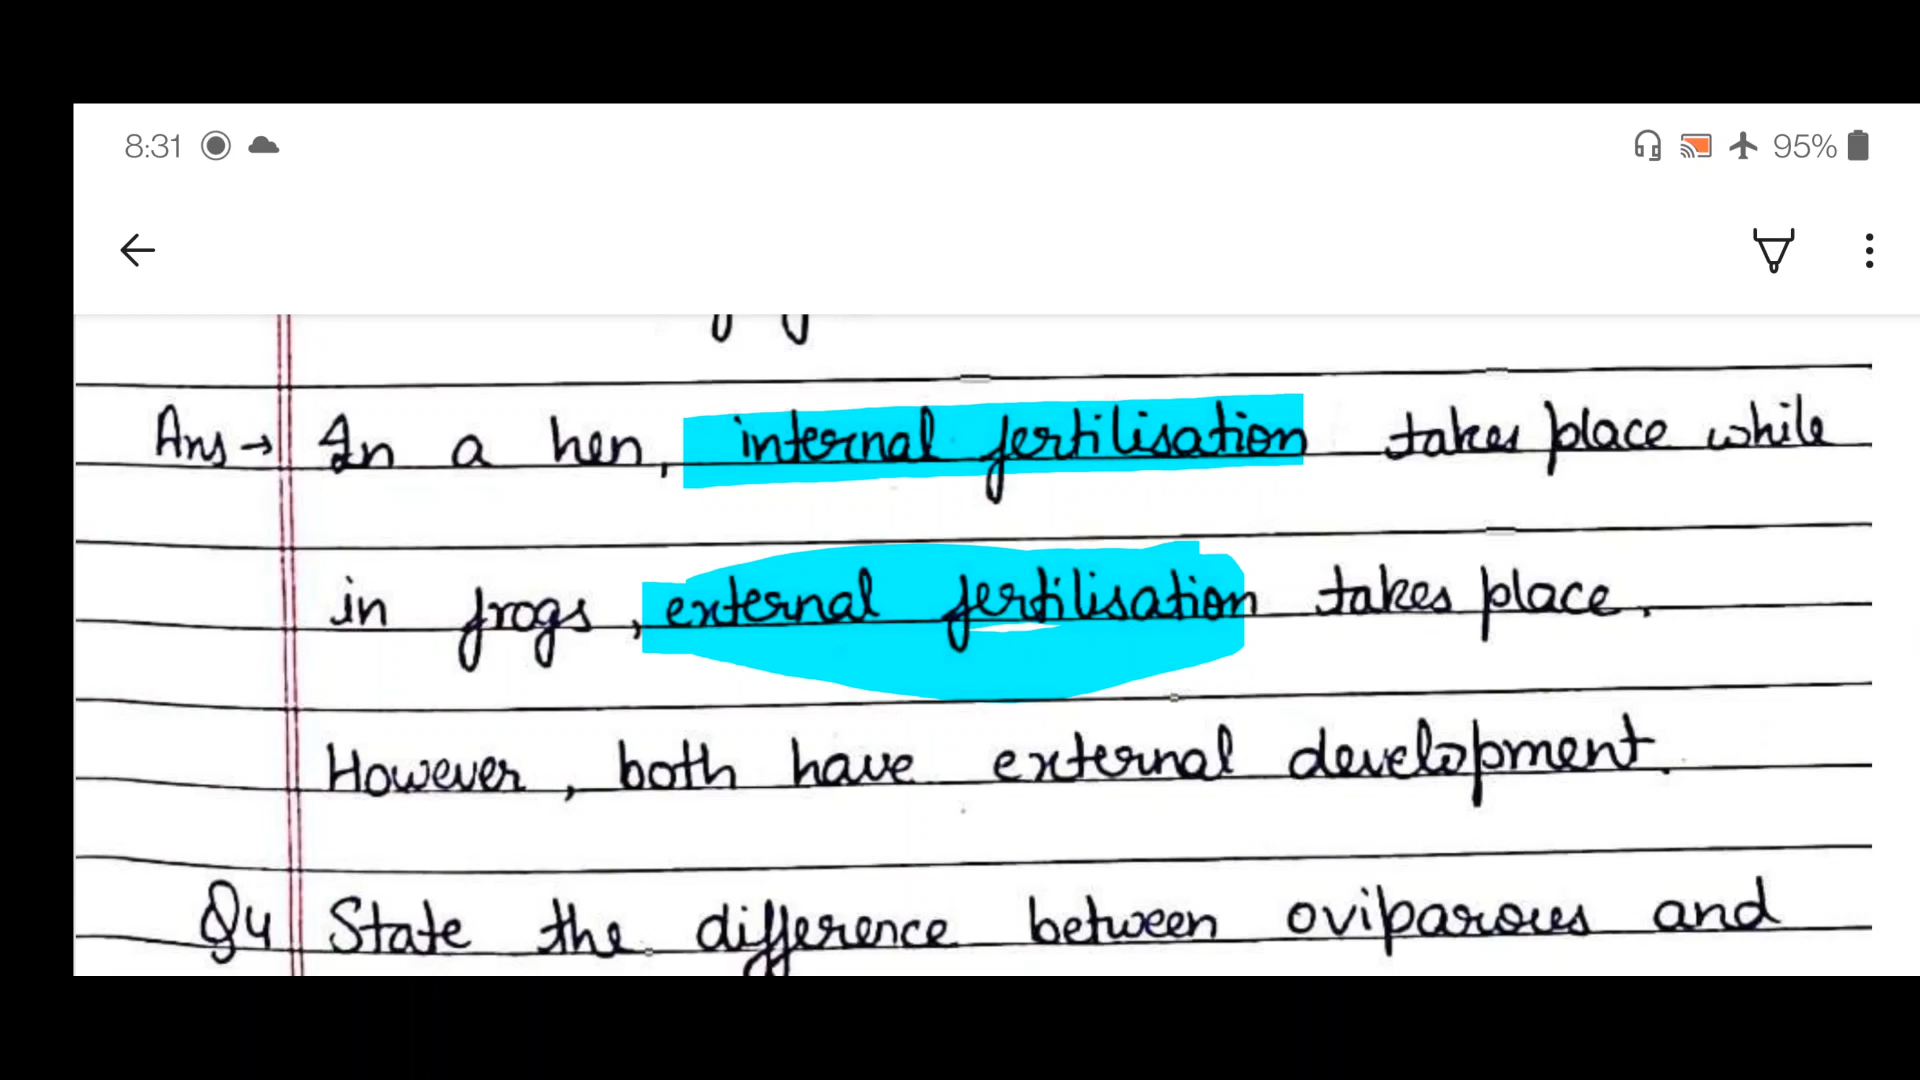 8:31 95%
Ans → In a hen, internal fertilisation takes place while
in frogs, external fertilisation takes place.
However, both have external development.
Q4 State the difference between oviparous and